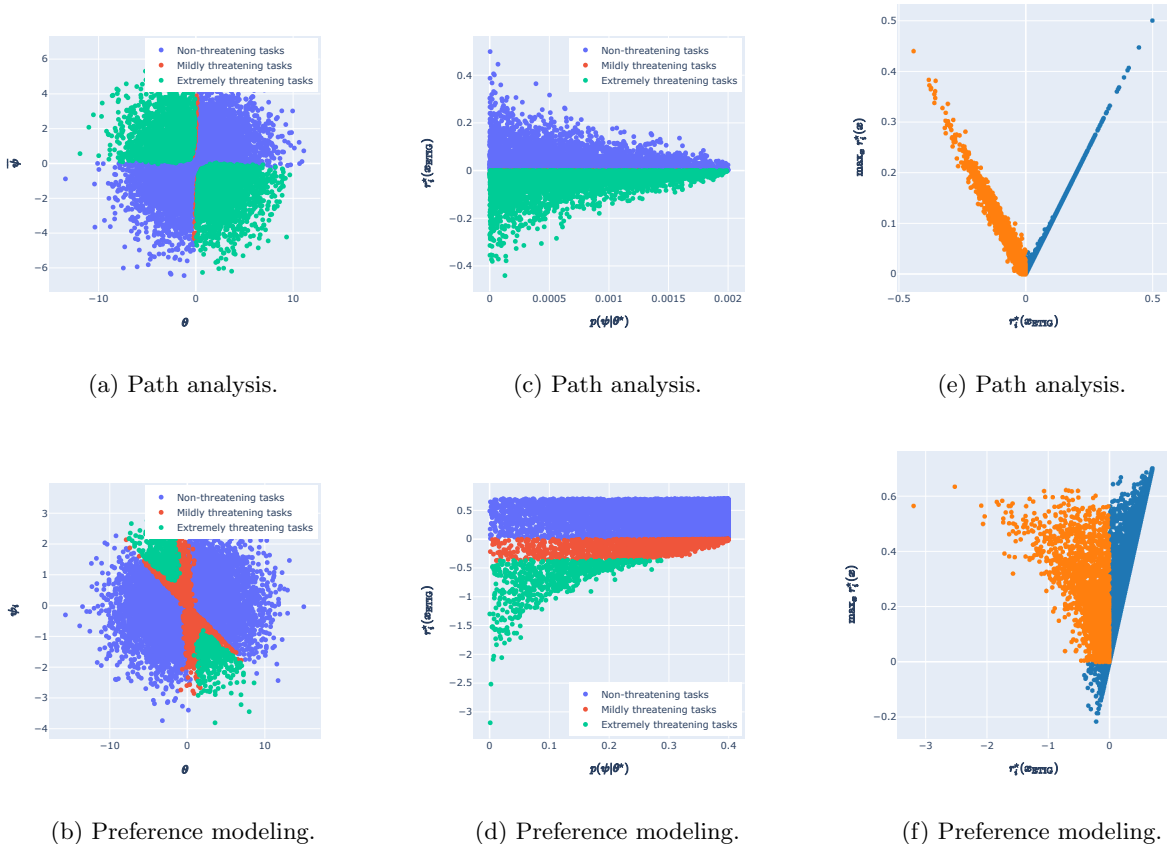 Non-threatening tasks
Mildly threatening tasks
Extremely threatening tasks
6
4
2
0
−2
−4
−6
ψ̅
−10
0
10
θ
(a) Path analysis.
Non-threatening tasks
Mildly threatening tasks
Extremely threatening tasks
0.4
0.2
0
−0.2
−0.4
r*ᵢ(x_BTIG)
0
0.0005
0.001
0.0015
0.002
p(ψ|θ*)
(c) Path analysis.
0.5
0.4
0.3
0.2
0.1
0
maxₓ r*ᵢ(x)
−0.5
0
0.5
r*ᵢ(x_BTIG)
(e) Path analysis.
Non-threatening tasks
Mildly threatening tasks
Extremely threatening tasks
3
2
1
0
−1
−2
−3
−4
ψᵢ
−10
0
10
θ
(b) Preference modeling.
0.5
0
−0.5
−1
−1.5
−2
−2.5
−3
r*ᵢ(x_BTIG)
Non-threatening tasks
Mildly threatening tasks
Extremely threatening tasks
0
0.1
0.2
0.3
0.4
p(ψ|θ*)
(d) Preference modeling.
0.6
0.4
0.2
0
−0.2
maxₓ r*ᵢ(x)
−3
−2
−1
0
r*ᵢ(x_BTIG)
(f) Preference modeling.